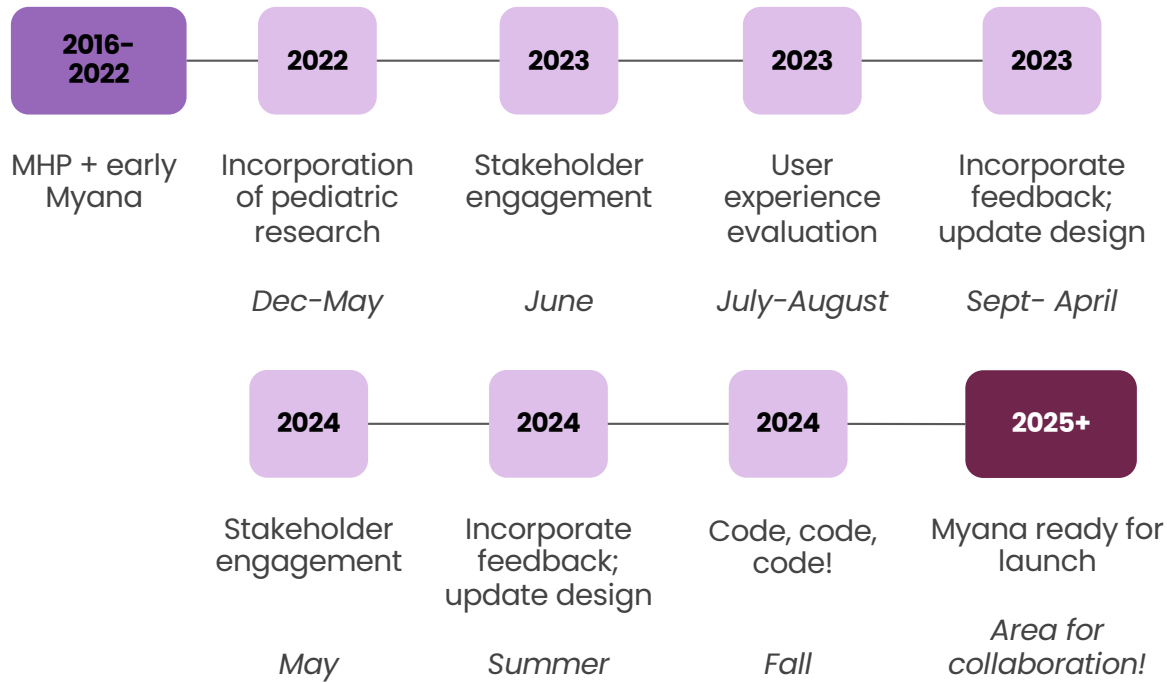 2016-
2022
2022
2023
2023
2023
MHP + early
Myana
Incorporation
of pediatric
research
Dec-May
Stakeholder
engagement
June
User
experience
evaluation
July-August
Incorporate
feedback;
update design
Sept- April
2024
2024
2024
2025+
Stakeholder
engagement
May
Incorporate
feedback;
update design
Summer
Code, code,
code!
Fall
Myana ready for
launch
Area for
collaboration!